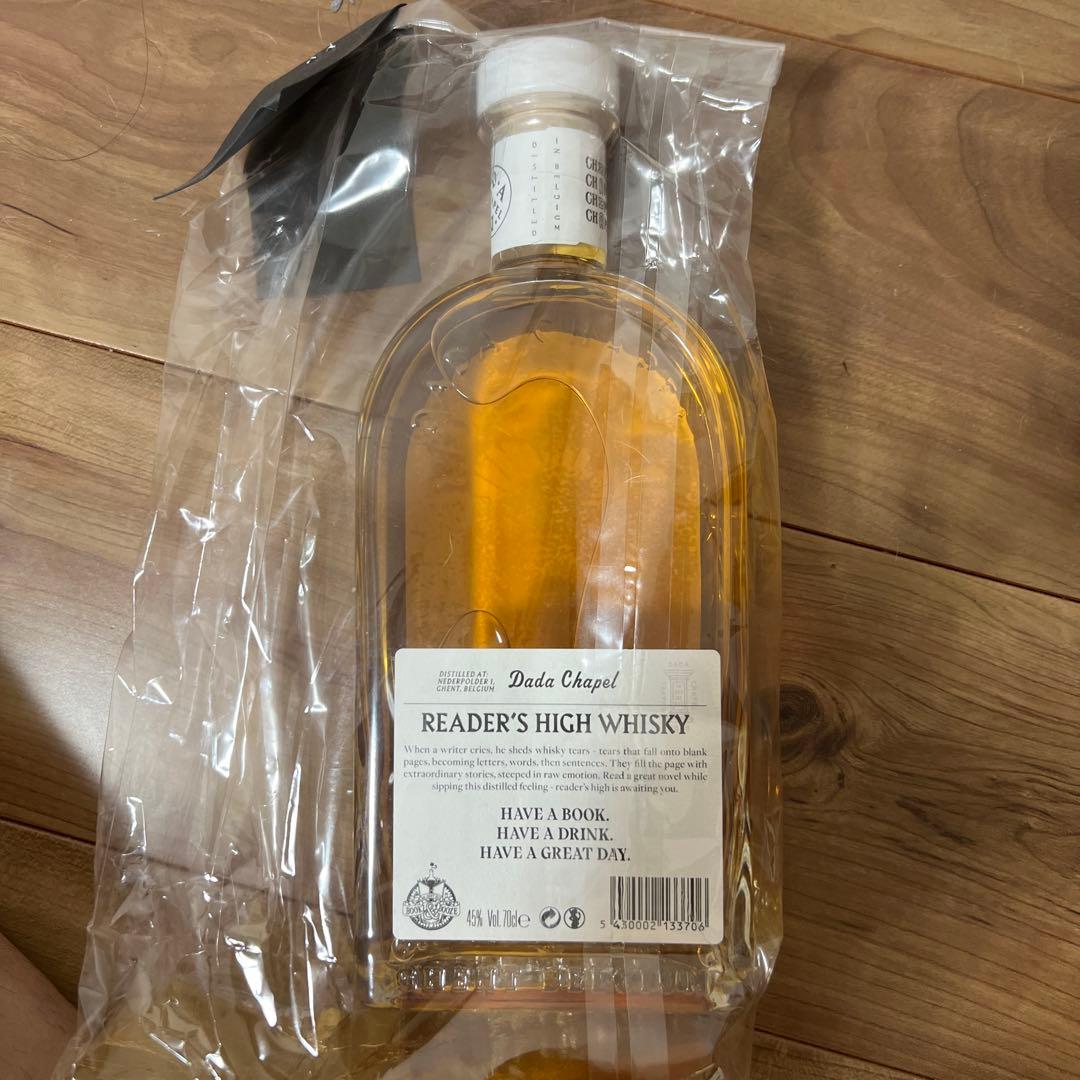 DISTILLED
IN BELGIUM
DISTILLED AT:
NEDERPOLDER 1,
GHENT, BELGIUM
Dada Chapel
DADA
READER'S HIGH WHISKY
When a writer cries, he sheds whisky tears - tears that fall onto blank
pages, becoming letters, words, then sentences. They fill the page with
extraordinary stories, steeped in raw emotion. Read a great novel while
sipping this distilled feeling - reader's high is awaiting you.
HAVE A BOOK.
HAVE A DRINK.
HAVE A GREAT DAY.
BOOK & BOOZE
45% Vol. 70cl e
5 430002 133706